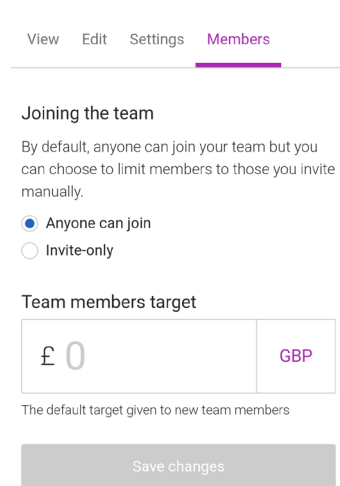 View Edit Settings Members
Joining the team
By default, anyone can join your team but you
can choose to limit members to those you invite
manually.
Anyone can join
Invite-only
Team members target
£ 0 GBP
The default target given to new team members
Save changes